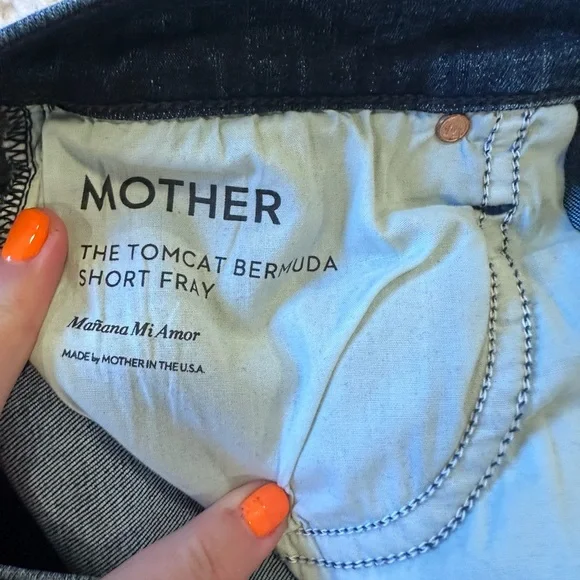 MOTHER
THE TOMCAT BERMUDA
SHORT FRAY
Mañana Mi Amor
MADE by MOTHER IN THE U.S.A.